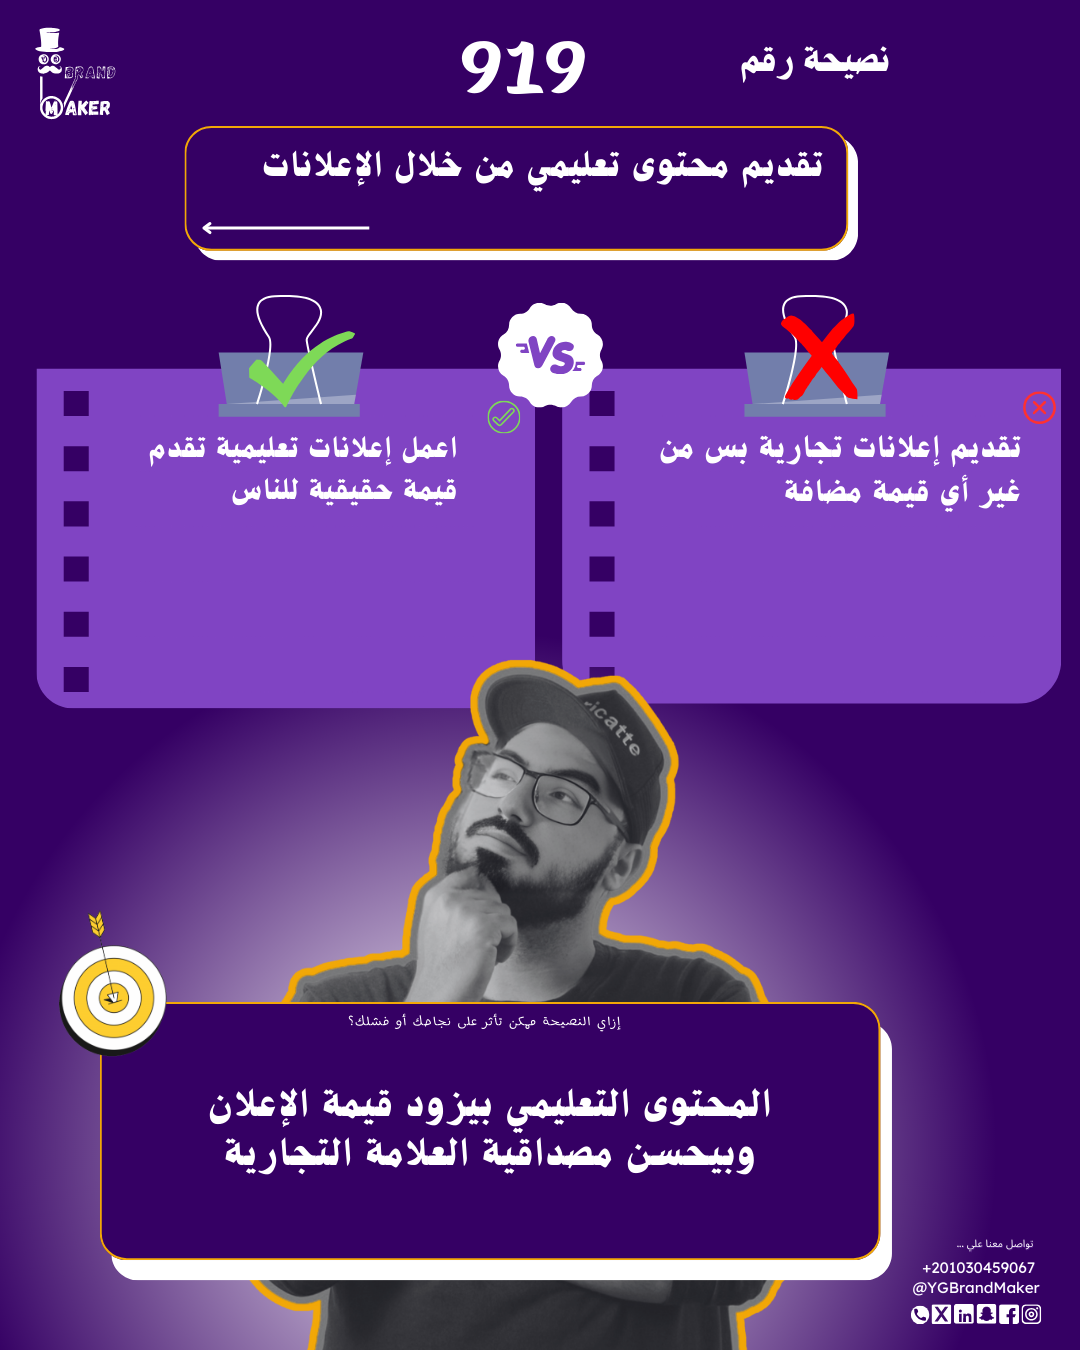 BRAND
MAKER
نصيحة رقم
919
تقديم محتوى تعليمي من خلال الإعلانات
VS
تقديم إعلانات تجارية بس من
غير أي قيمة مضافة
اعمل إعلانات تعليمية تقدم
قيمة حقيقية للناس
icatte
إزاي النصيحة ممكن تأثر على نجاحك أو فشلك؟
المحتوى التعليمي بيزود قيمة الإعلان
وبيحسن مصداقية العلامة التجارية
تواصل معنا علي ...
+201030459067
@YGBrandMaker